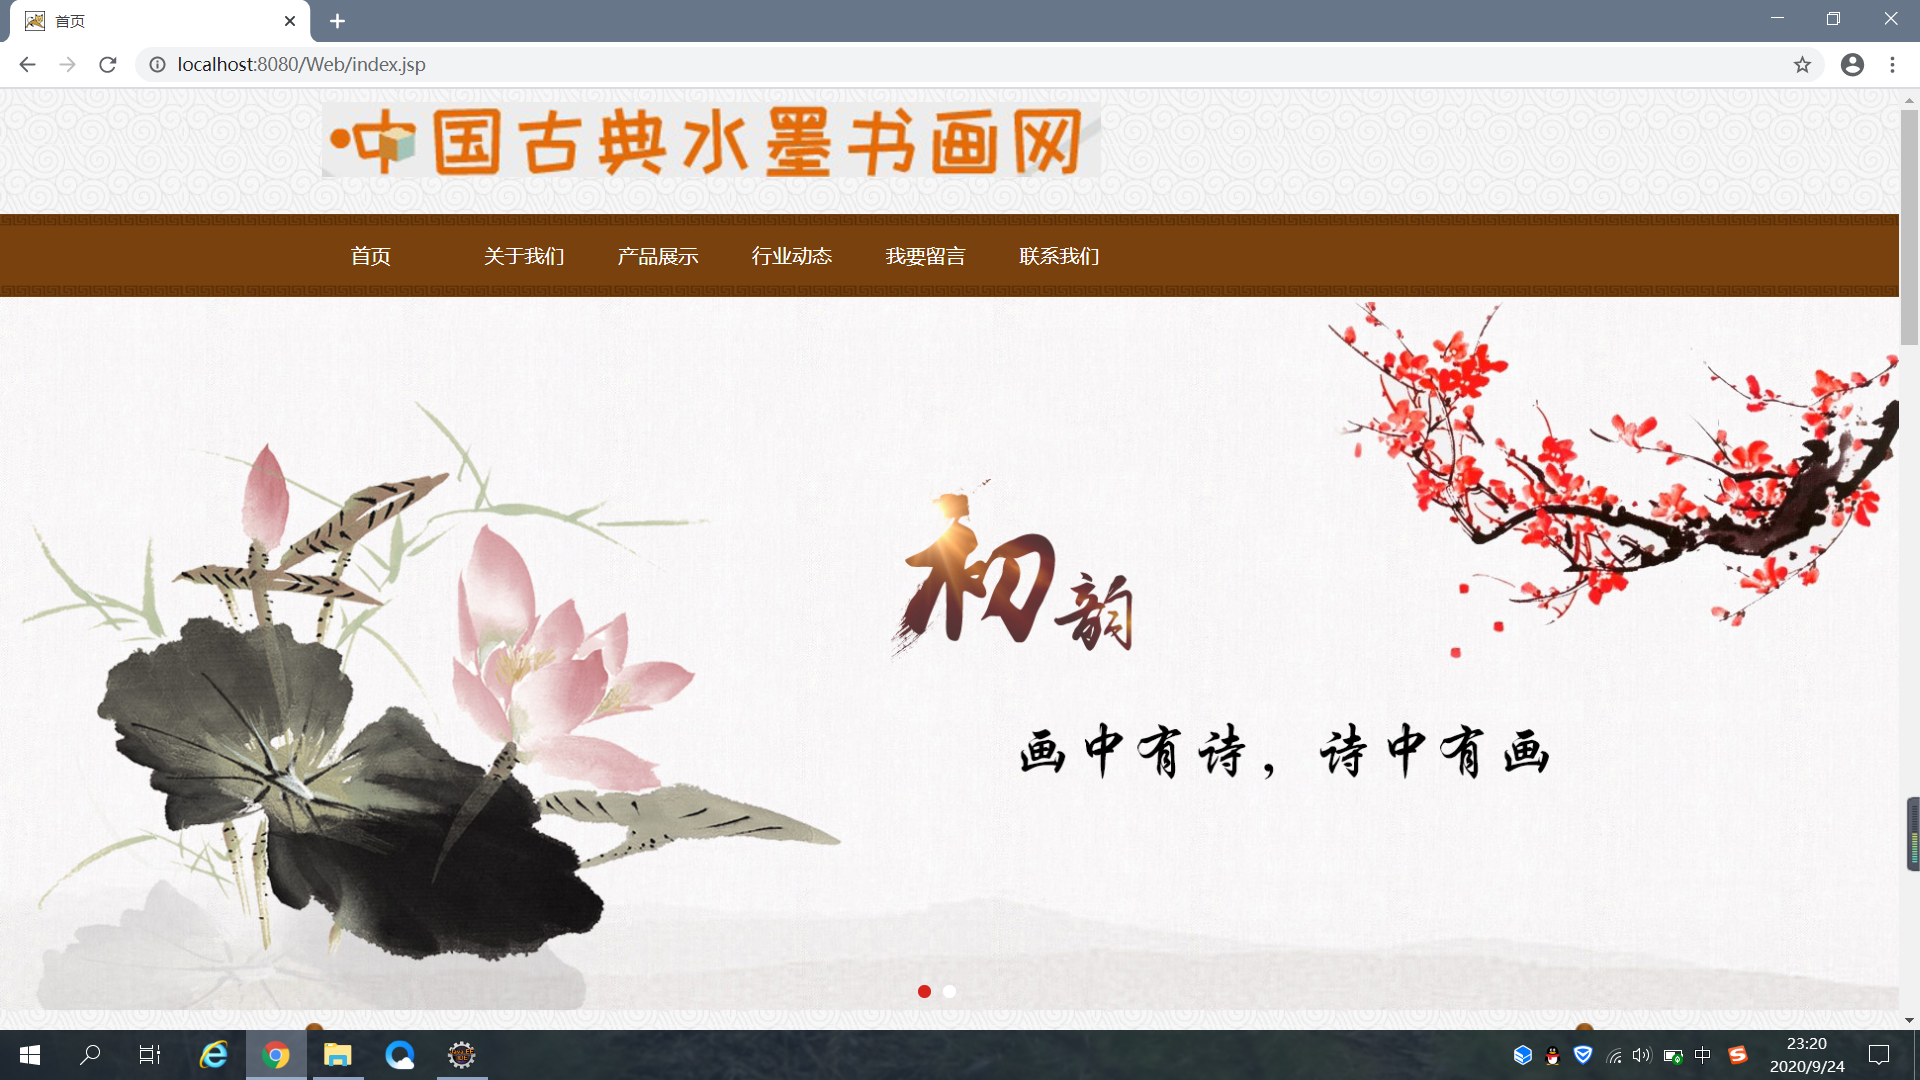 首页
localhost:8080/Web/index.jsp
中国古典水墨书画网
首页 关于我们 产品展示 行业动态 我要留言 联系我们
初韵
画中有诗，诗中有画
中
23:20
2020/9/24